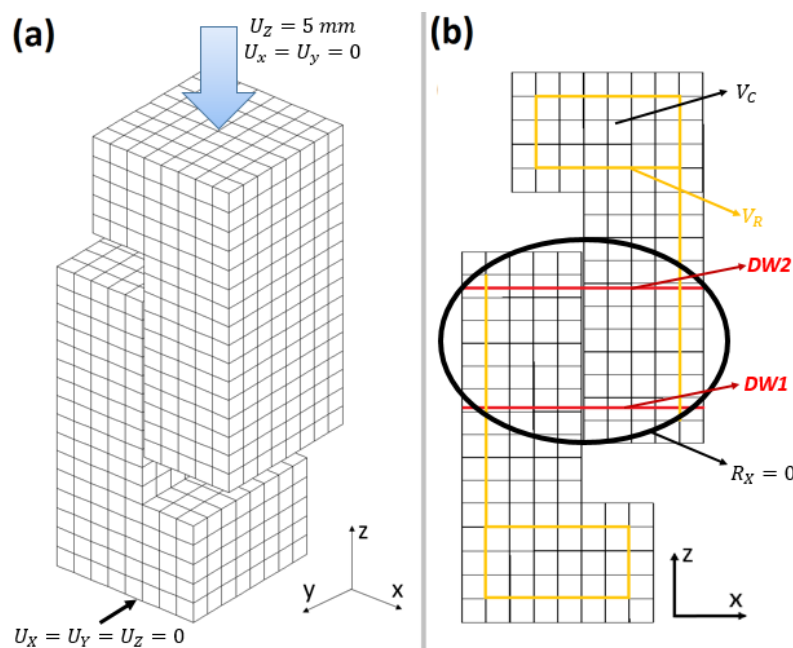 (a)
U_Z = 5 mm
U_x = U_y = 0
z
y
x
U_X = U_Y = U_Z = 0
(b)
V_C
V_R
DW2
DW1
R_X = 0
z
x